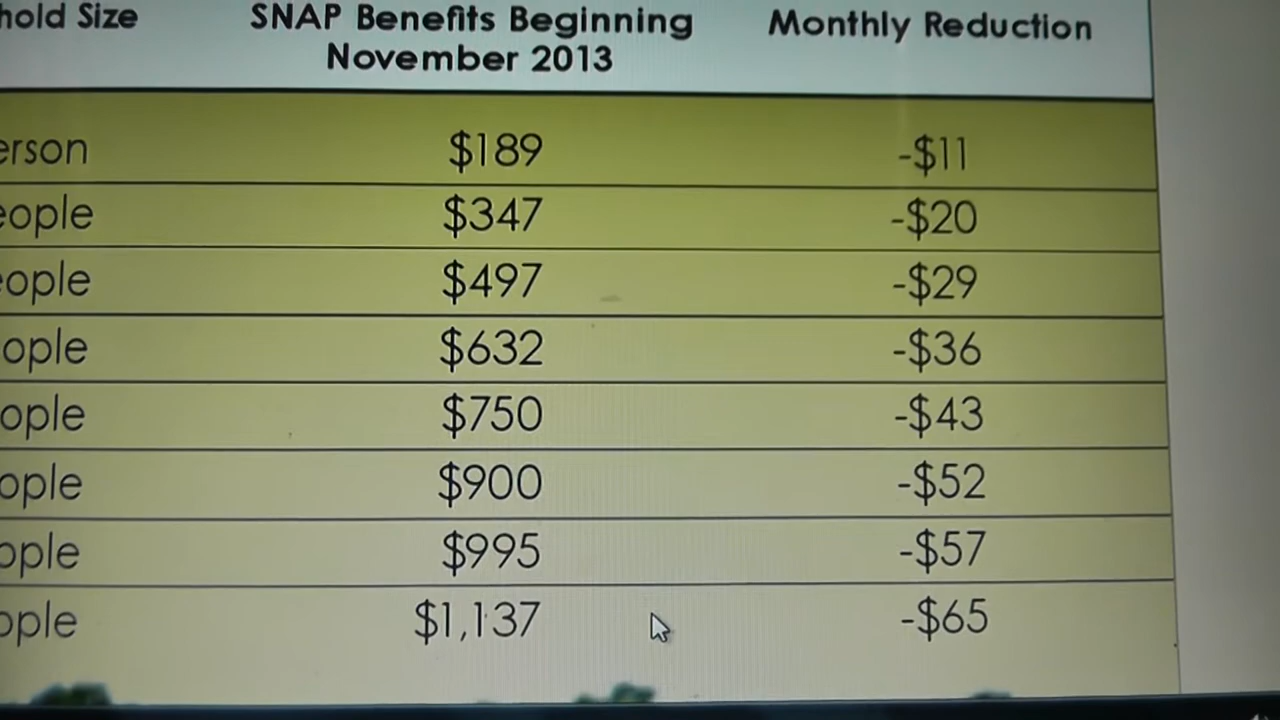 hold Size SNAP Benefits Beginning November 2013 Monthly Reduction
erson $189 -$11
eople $347 -$20
eople $497 -$29
ople $632 -$36
ople $750 -$43
ople $900 -$52
ople $995 -$57
ople $1,137 -$65